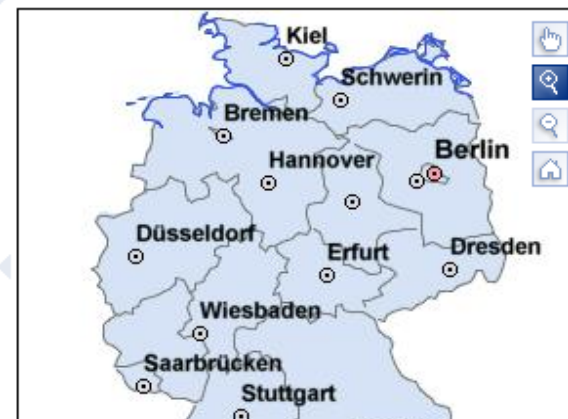 Kiel
Schwerin
Bremen
Berlin
Hannover
Düsseldorf
Erfurt
Dresden
Wiesbaden
Saarbrücken
Stuttgart